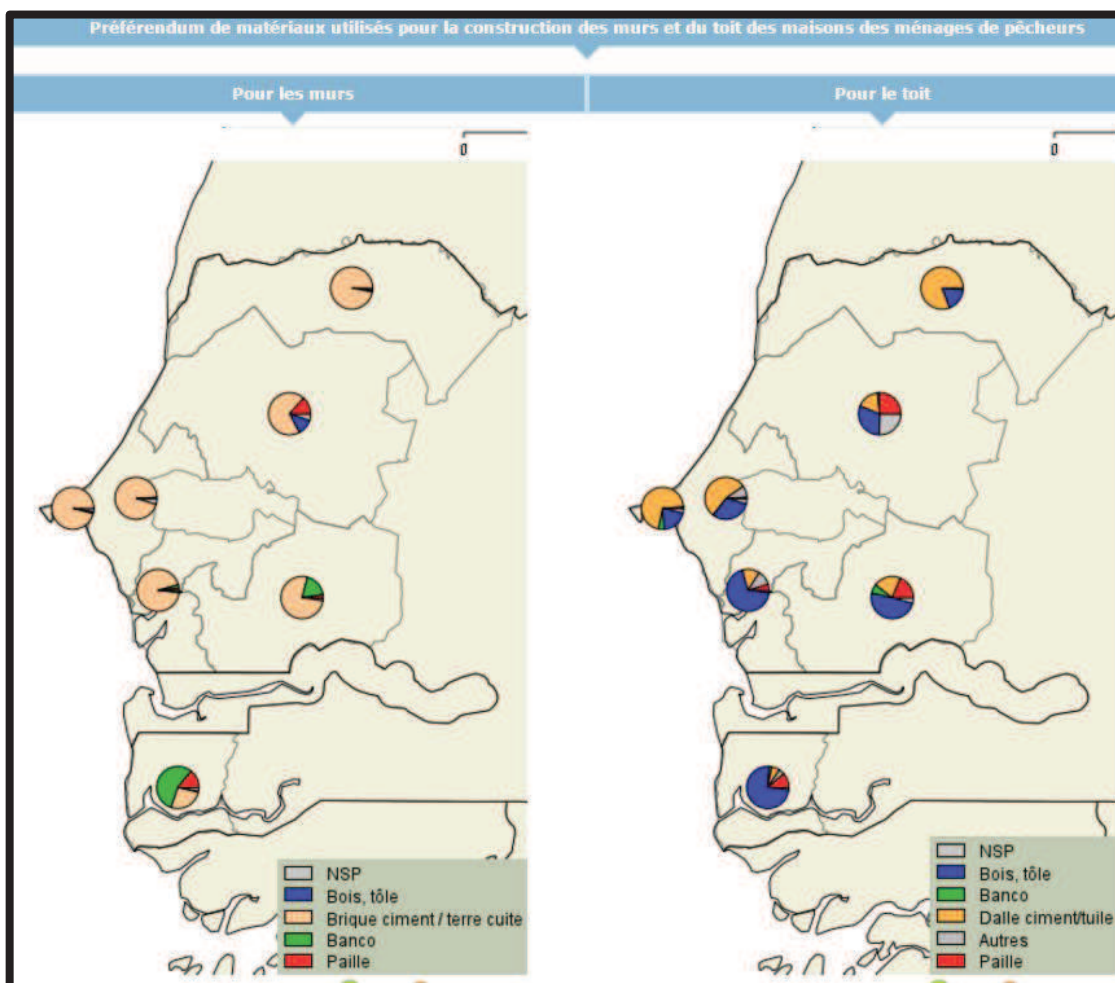 Préférendum de matériaux utilisés pour la construction des murs et du toit des maisons des ménages de pêcheurs
Pour les murs
Pour le toit
0
0
NSP
Bois, tôle
Brique ciment / terre cuite
Banco
Paille
NSP
Bois, tôle
Banco
Dalle ciment/tuile
Autres
Paille